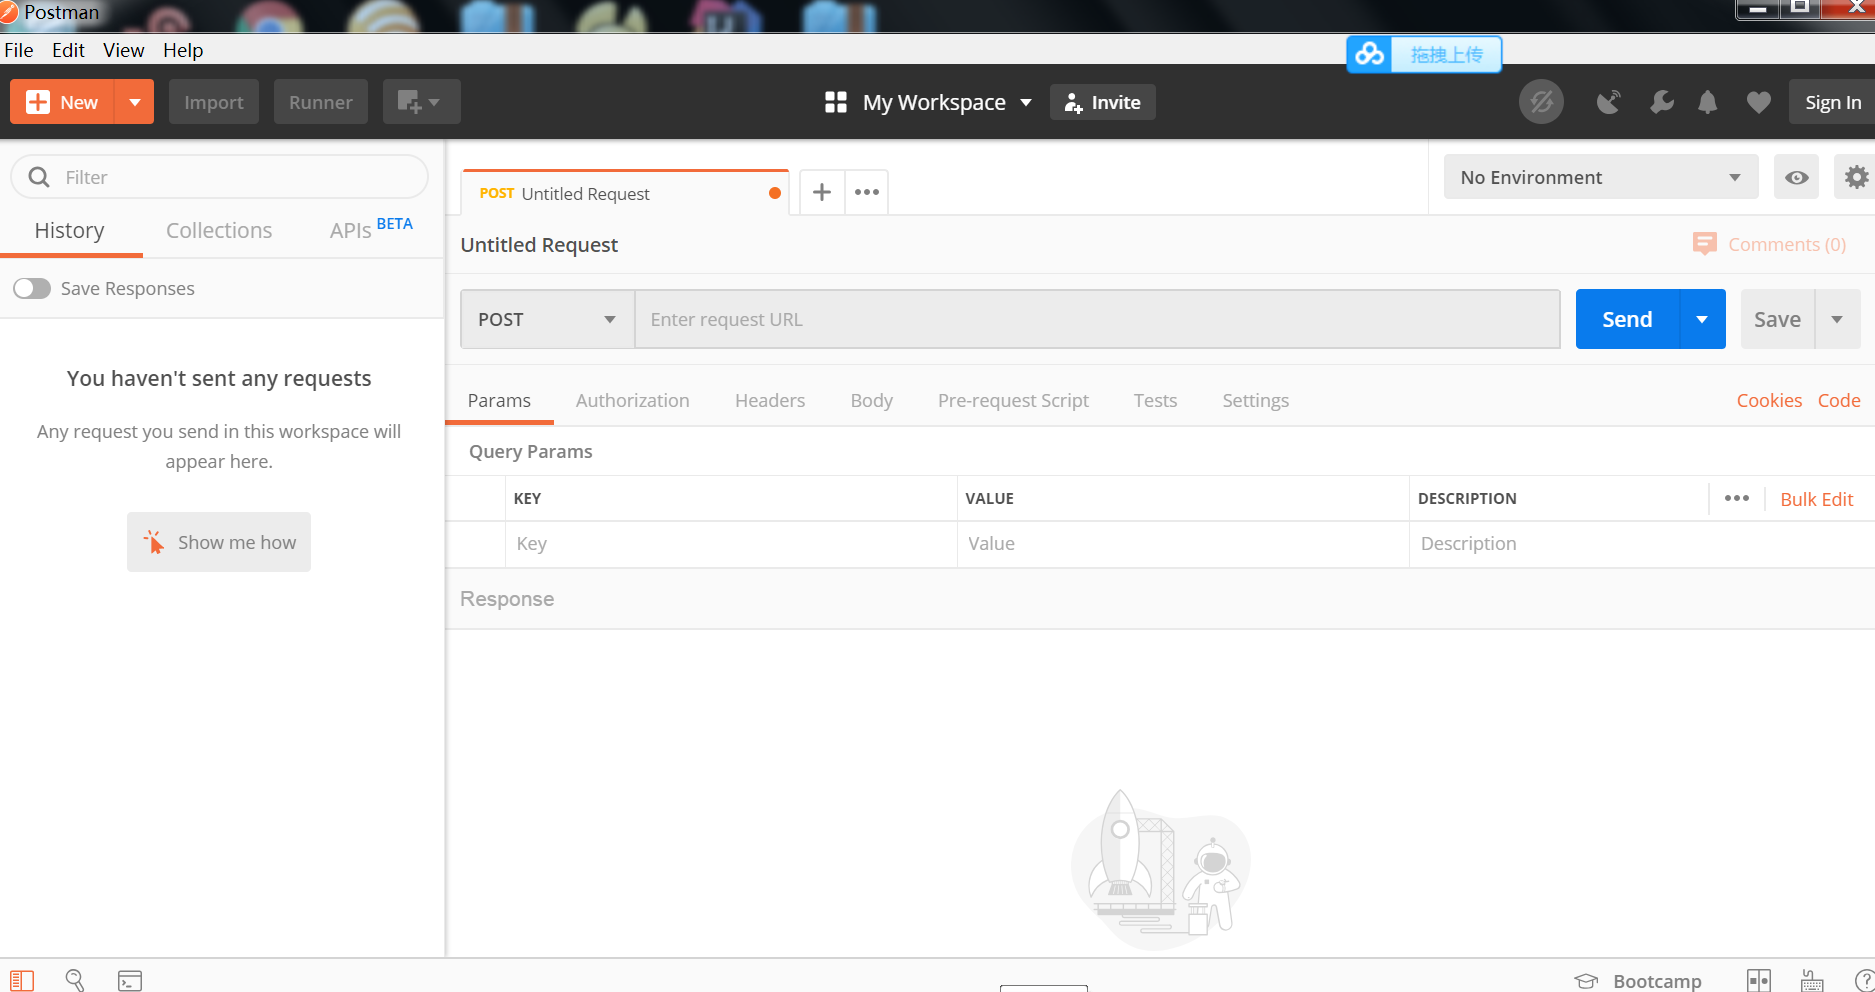 Postman
File Edit View Help
拖拽上传
New Import Runner My Workspace Invite Sign In
Filter
POST Untitled Request
No Environment
History Collections APIs BETA
Untitled Request
Comments (0)
Save Responses
POST Enter request URL Send Save
You haven't sent any requests
Any request you send in this workspace will
appear here.
Show me how
Params Authorization Headers Body Pre-request Script Tests Settings Cookies Code
Query Params
KEY VALUE DESCRIPTION Bulk Edit
Key Value Description
Response
Bootcamp